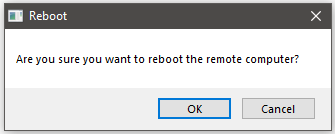 Reboot
Are you sure you want to reboot the remote computer?
OK
Cancel